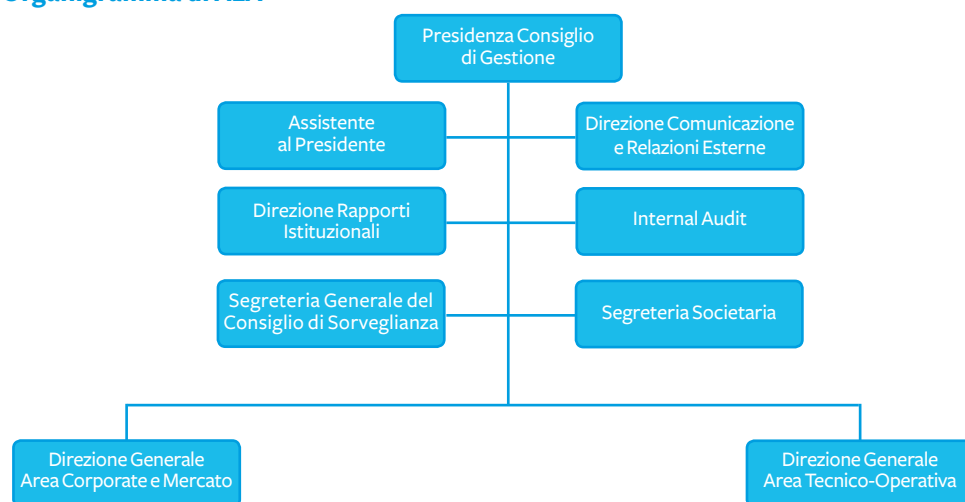 Presidenza Consiglio
di Gestione
Assistente
al Presidente
Direzione Comunicazione
e Relazioni Esterne
Direzione Rapporti
Istituzionali
Internal Audit
Segreteria Generale del
Consiglio di Sorveglianza
Segreteria Societaria
Direzione Generale
Area Corporate e Mercato
Direzione Generale
Area Tecnico-Operativa